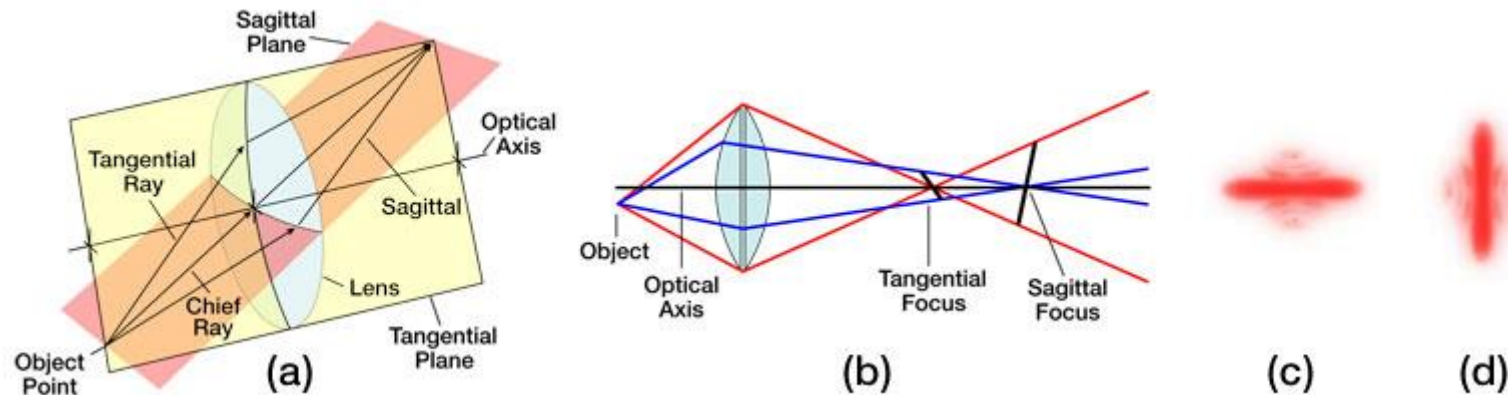 Sagittal
Plane
Optical
Axis
Tangential
Ray
Sagittal
Lens
Chief
Ray
Tangential
Plane
Object
Point
(a)
Object
Optical
Axis
Tangential
Focus
Sagittal
Focus
(b)
(c)
(d)